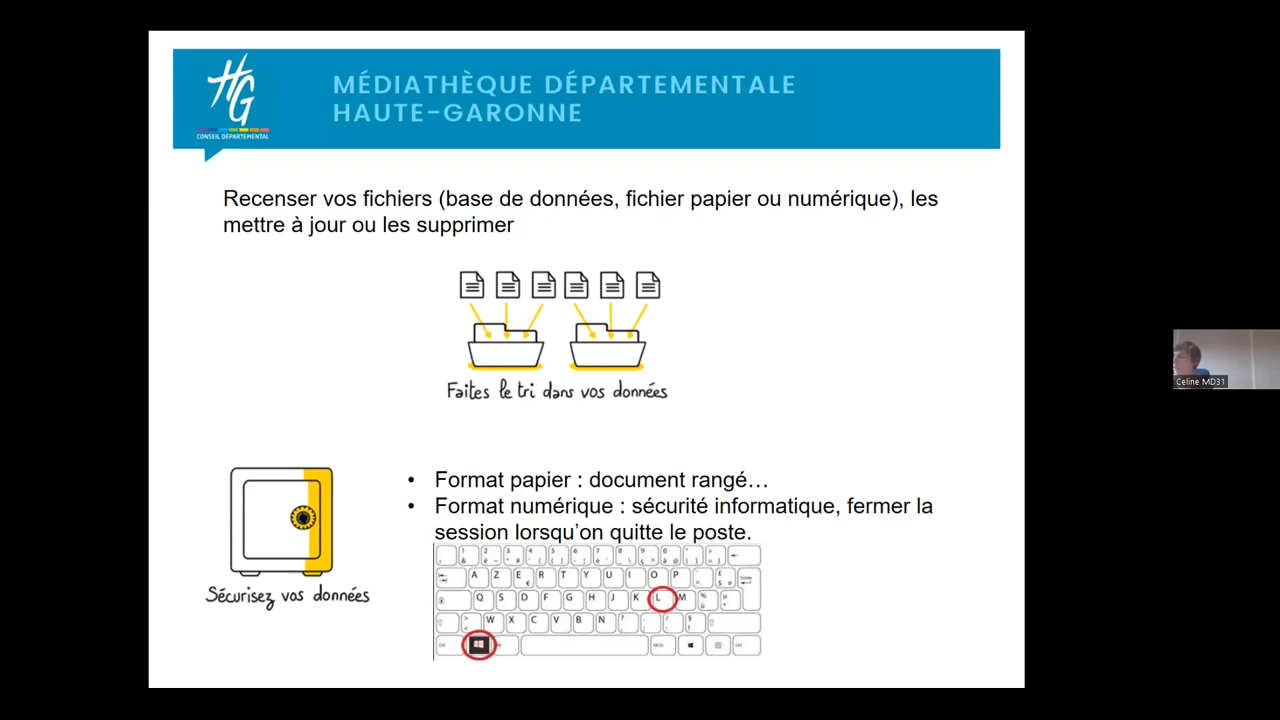 HG
CONSEIL DÉPARTEMENTAL
MÉDIATHÈQUE DÉPARTEMENTALE
HAUTE-GARONNE
Recenser vos fichiers (base de données, fichier papier ou numérique), les
mettre à jour ou les supprimer
Faites le tri dans vos données
• Format papier : document rangé…
• Format numérique : sécurité informatique, fermer la
session lorsqu’on quitte le poste.
Sécurisez vos données
A Z E R T Y U I O P
Q S D F G H J K L M
W X C V B N
Celine MD31